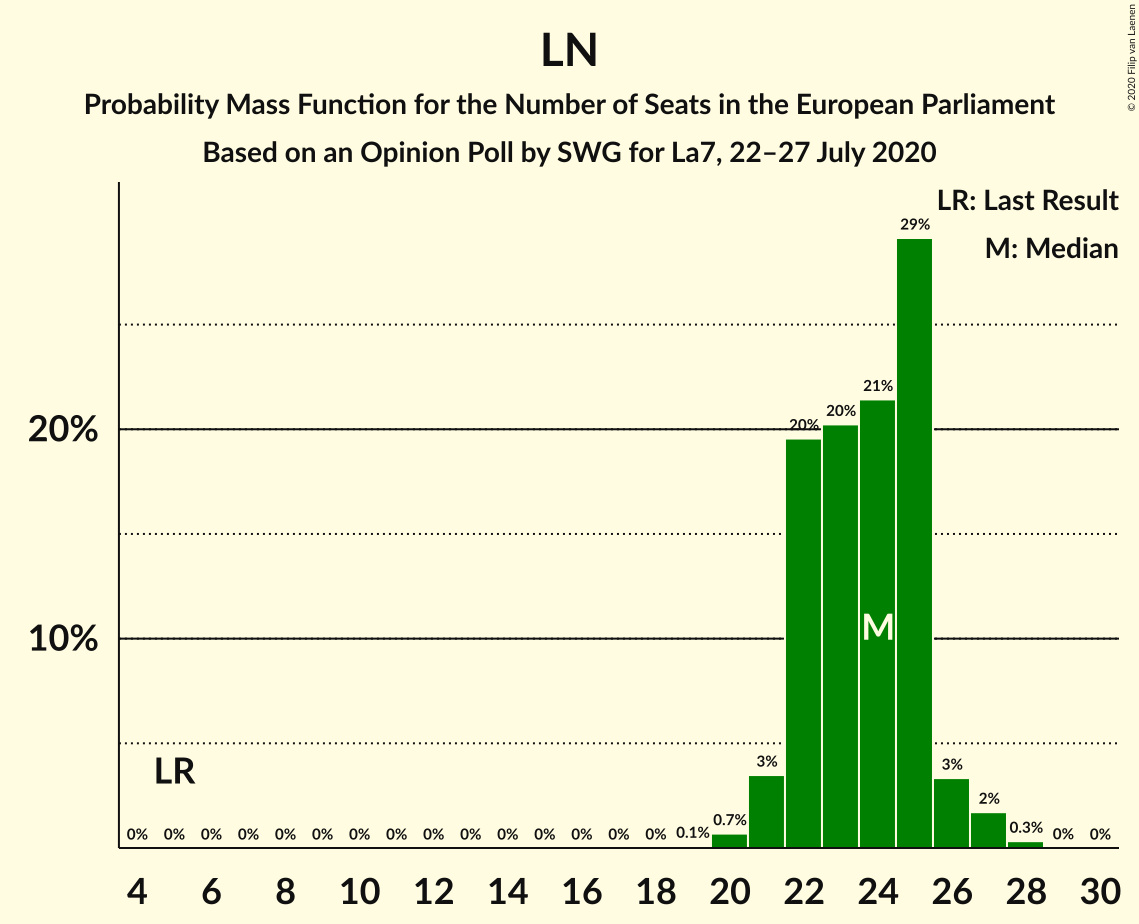 LN
Probability Mass Function for the Number of Seats in the European Parliament
Based on an Opinion Poll by SWG for La7, 22–27 July 2020
© 2020 Filip van Laenen
LR: Last Result
M: Median
29%
21%
20%
20%
20%
10%
M
LR
3%
3%
2%
0% 0% 0% 0% 0% 0% 0% 0% 0% 0% 0% 0% 0% 0% 0% 0.1% 0.7% 0.3% 0% 0%
4 6 8 10 12 14 16 18 20 22 24 26 28 30